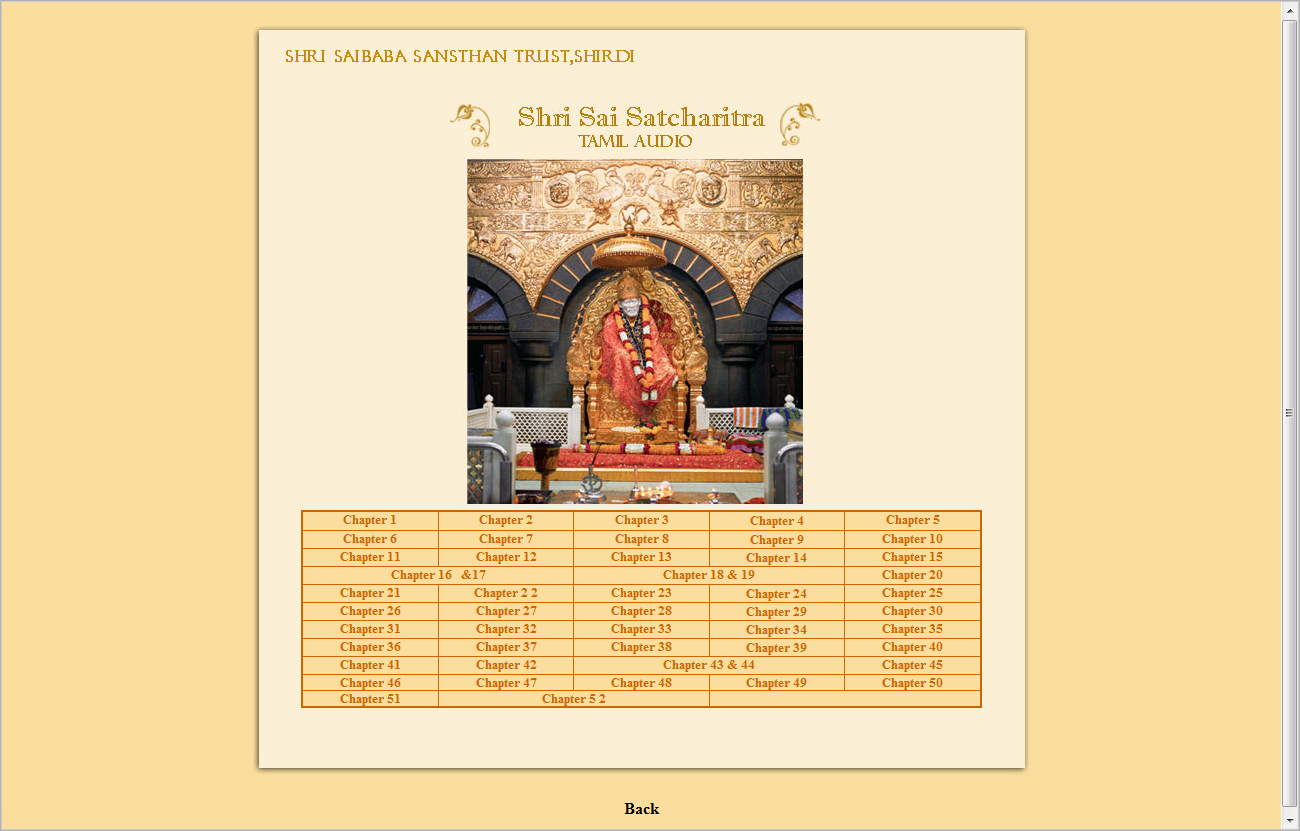 SHRI SAIBABA SANSTHAN TRUST,SHIRDI
Shri Sai Satcharitra
TAMIL AUDIO
Chapter 1 Chapter 2 Chapter 3 Chapter 4 Chapter 5
Chapter 6 Chapter 7 Chapter 8 Chapter 9 Chapter 10
Chapter 11 Chapter 12 Chapter 13 Chapter 14 Chapter 15
Chapter 16 &17 Chapter 18 & 19 Chapter 20
Chapter 21 Chapter 2 2 Chapter 23 Chapter 24 Chapter 25
Chapter 26 Chapter 27 Chapter 28 Chapter 29 Chapter 30
Chapter 31 Chapter 32 Chapter 33 Chapter 34 Chapter 35
Chapter 36 Chapter 37 Chapter 38 Chapter 39 Chapter 40
Chapter 41 Chapter 42 Chapter 43 & 44 Chapter 45
Chapter 46 Chapter 47 Chapter 48 Chapter 49 Chapter 50
Chapter 51 Chapter 5 2
Back